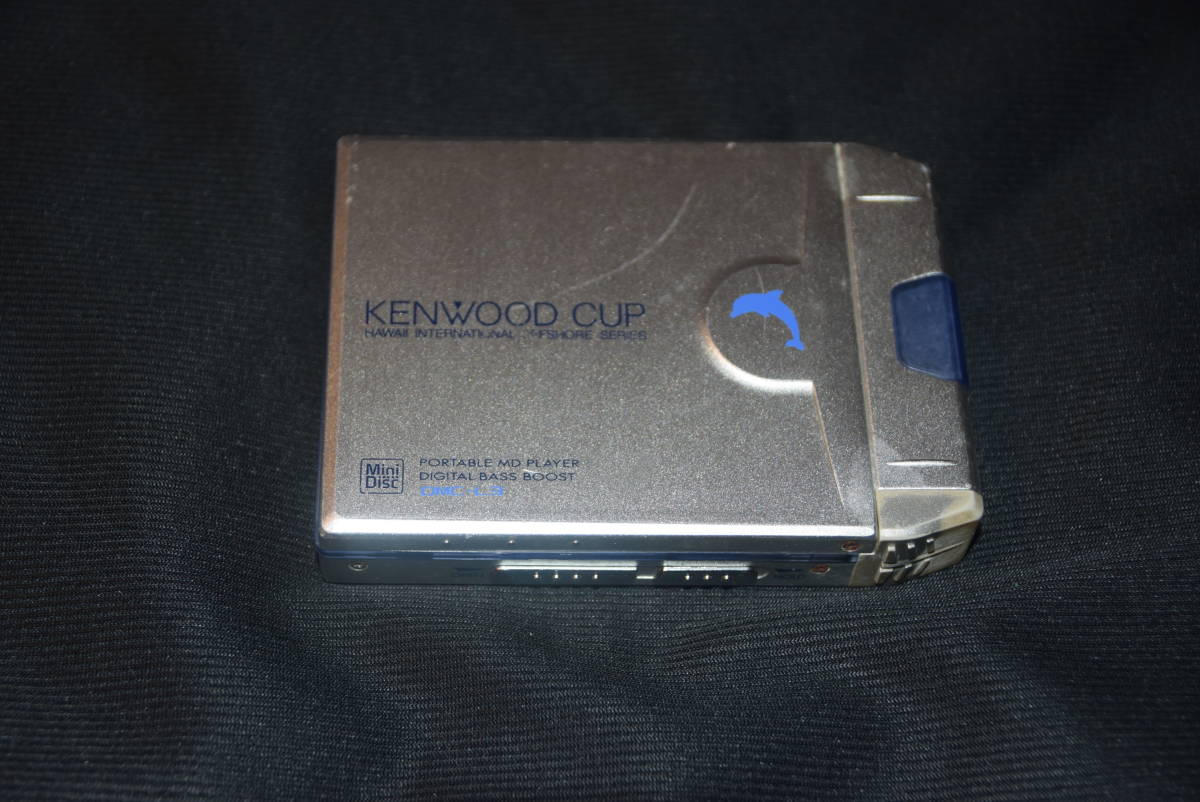 KENWOOD CUP
HAWAII INTERNATIONAL OFFSHORE SERIES
Mini
Disc
PORTABLE MD PLAYER
DIGITAL BASS BOOST